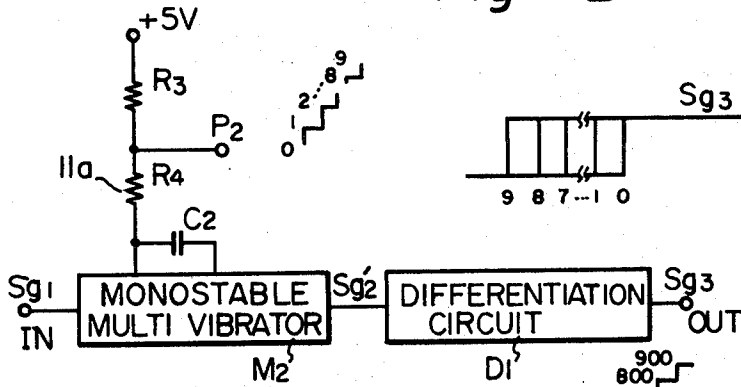 +5V
R3
P2
0
1
2
8
9
Sg3
9 8 7 1 0
11a
R4
C2
Sg1
IN
MONOSTABLE
MULTI VIBRATOR
M2
Sg'2
DIFFERENTIATION
CIRCUIT
D1
Sg3
OUT
900
800